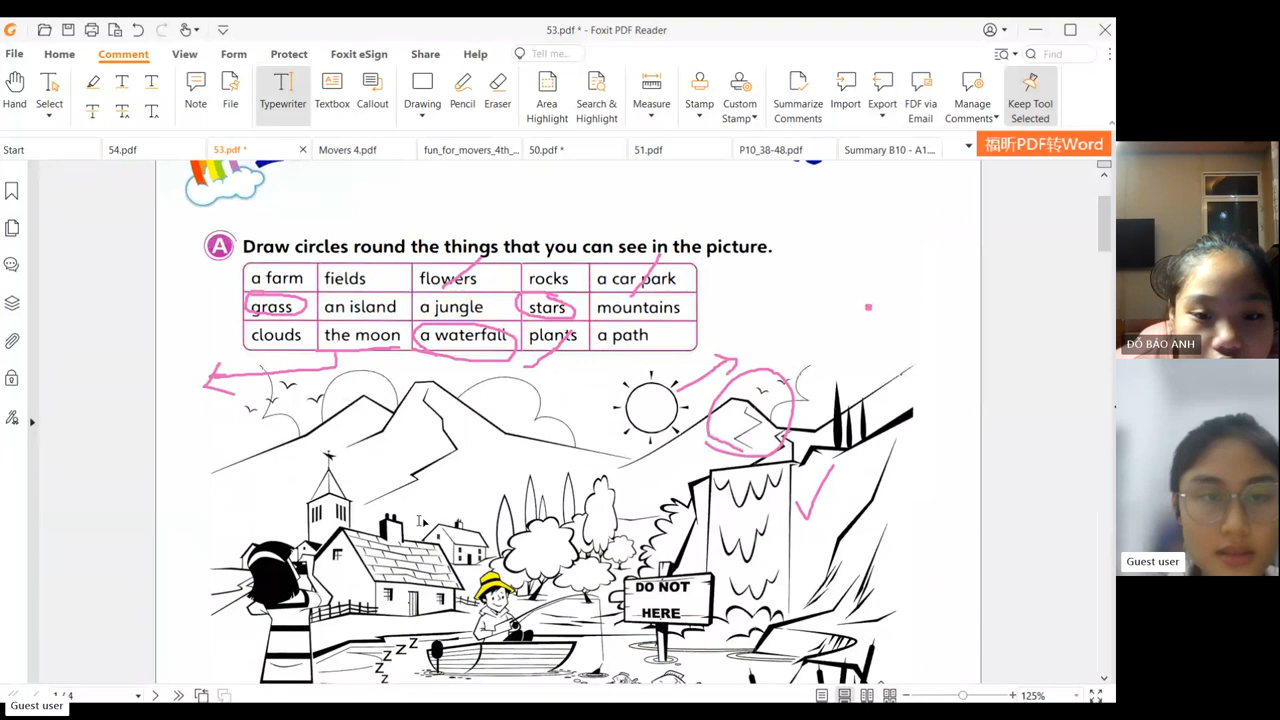 53.pdf * - Foxit PDF Reader
File Home Comment View Form Protect Foxit eSign Share Help Tell me... Find
Hand Select Note File Typewriter Textbox Callout Drawing Pencil Eraser Area Highlight Search & Highlight Measure Stamp Custom Stamp Summarize Comments Import Export FDF via Email Manage Comments Keep Tool Selected
Start 54.pdf 53.pdf * Movers4.pdf fun_for_movers_4th_... 50.pdf * 51.pdf P10_38-48.pdf Summary B10 - A1... 福昕PDF转Word
A Draw circles round the things that you can see in the picture.
a farm fields flowers rocks a car park
grass an island a jungle stars mountains
clouds the moon a waterfall plants a path
DO NOT
HERE
z z Z Z
z
z
z
ĐỖ BẢO ANH
Guest user
1 / 4 125%
Guest user